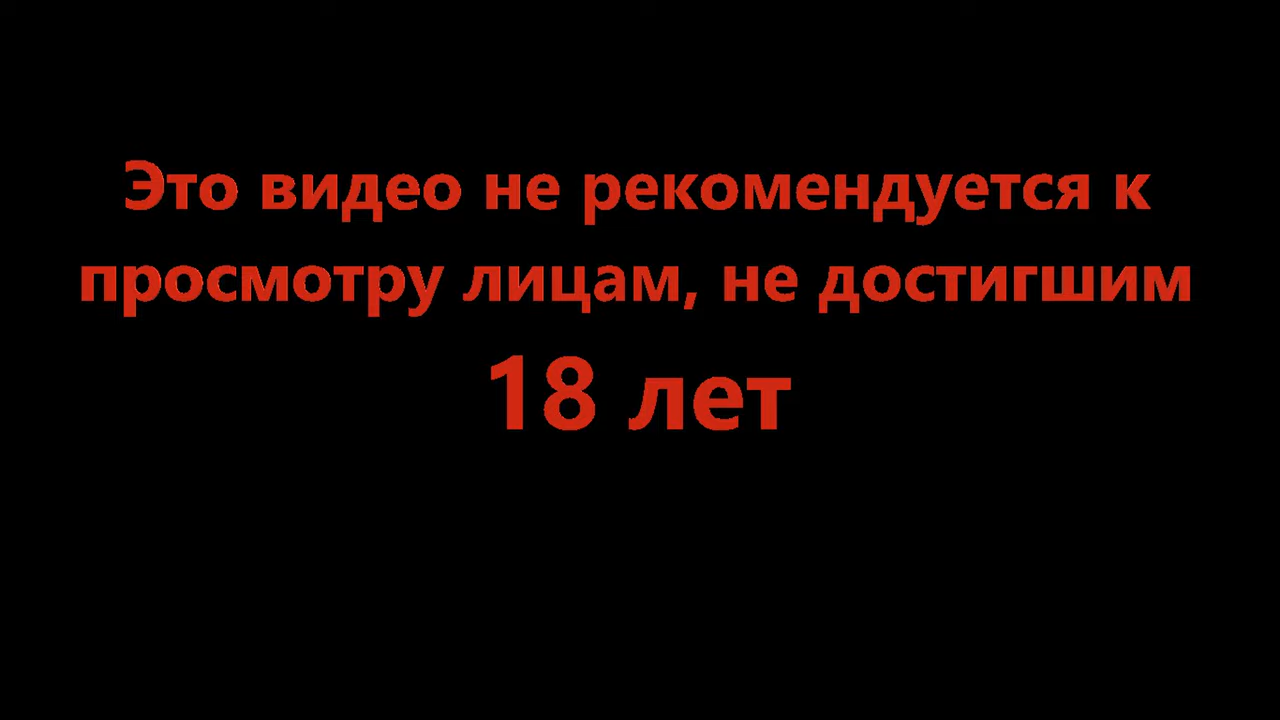 Это видео не рекомендуется к
просмотру лицам, не достигшим
18 лет